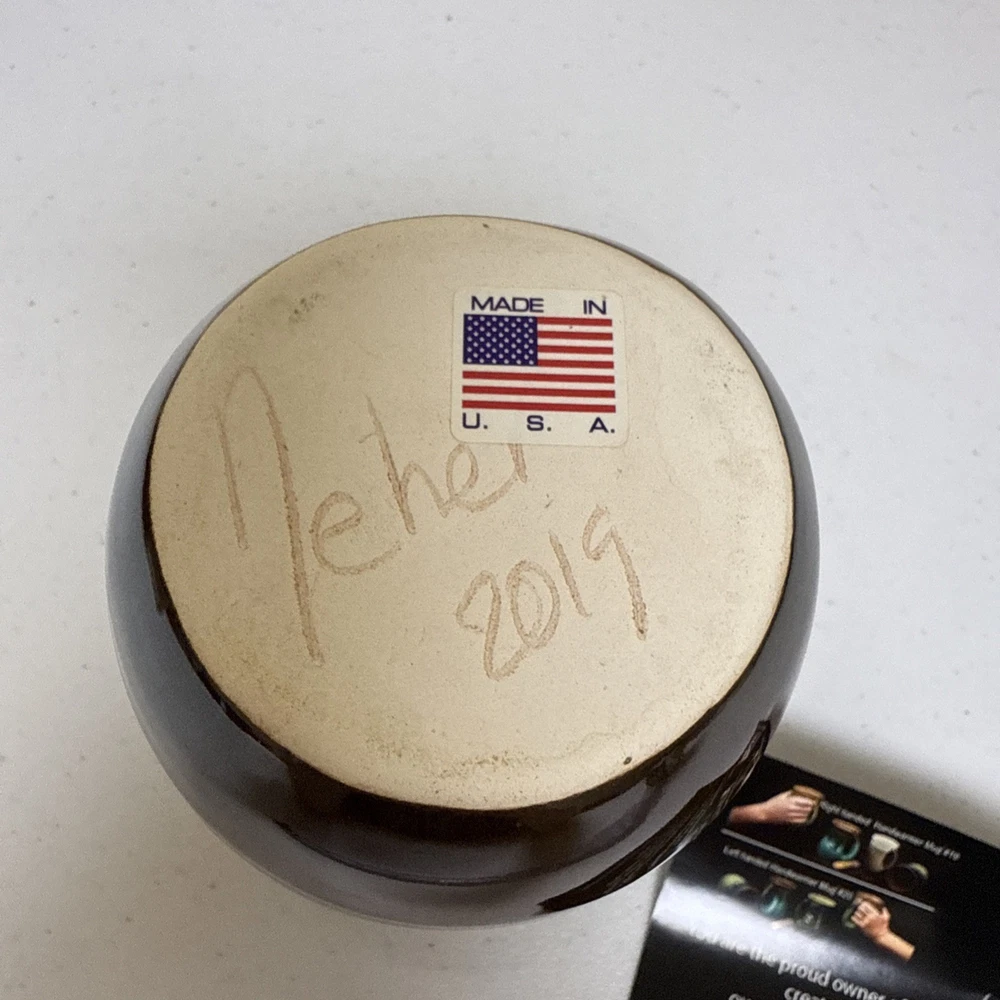 MADE IN
U. S. A.
Neher
2019
Right handed Handwarmer Mug #19
Left handed Handwarmer Mug #20
You are the proud owner